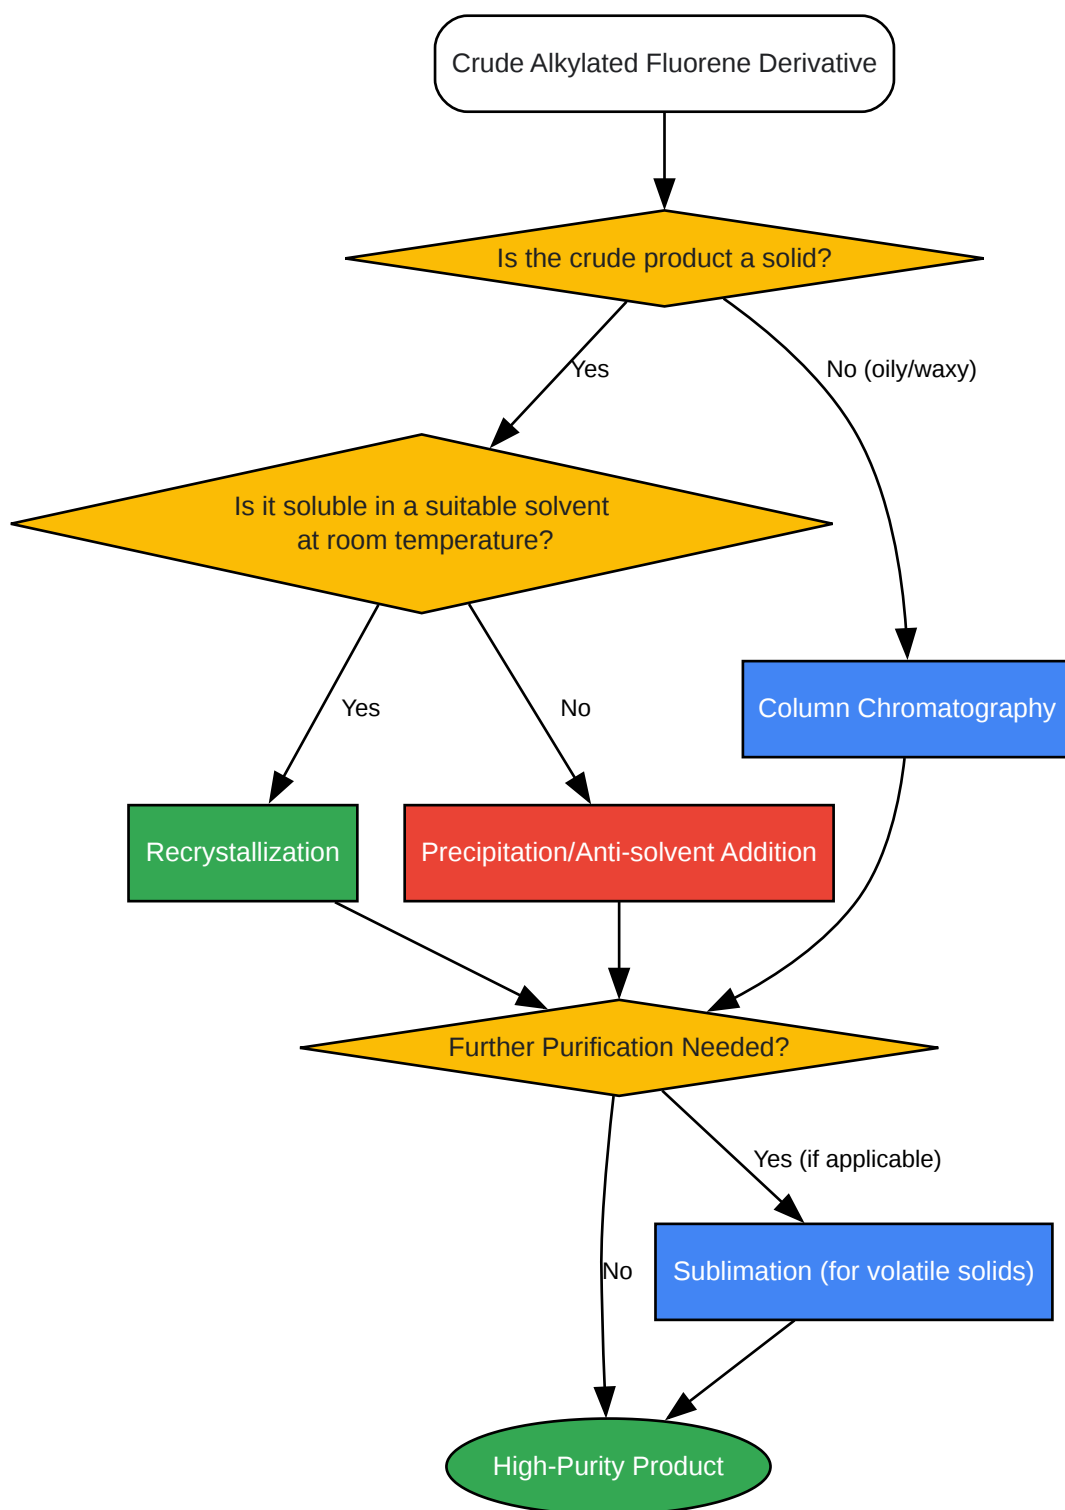 Crude Alkylated Fluorene Derivative
Is the crude product a solid?
Yes
No (oily/waxy)
Is it soluble in a suitable solvent
at room temperature?
Yes
No
Column Chromatography
Recrystallization
Precipitation/Anti-solvent Addition
Further Purification Needed?
Yes (if applicable)
No
Sublimation (for volatile solids)
High-Purity Product